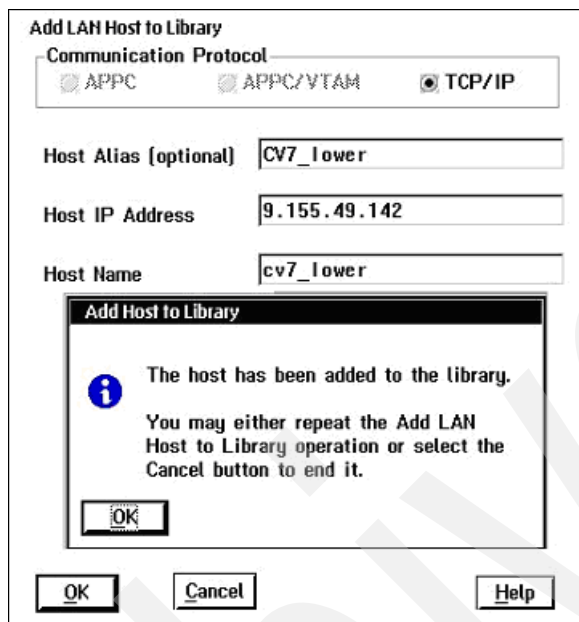 Add LAN Host to Library
Communication Protocol
APPC APPC/VTAM TCP/IP
Host Alias (optional) CV7_lower
Host IP Address 9.155.49.142
Host Name cv7_lower
Add Host to Library
The host has been added to the library.
You may either repeat the Add LAN
Host to Library operation or select the
Cancel button to end it.
OK
OK Cancel Help